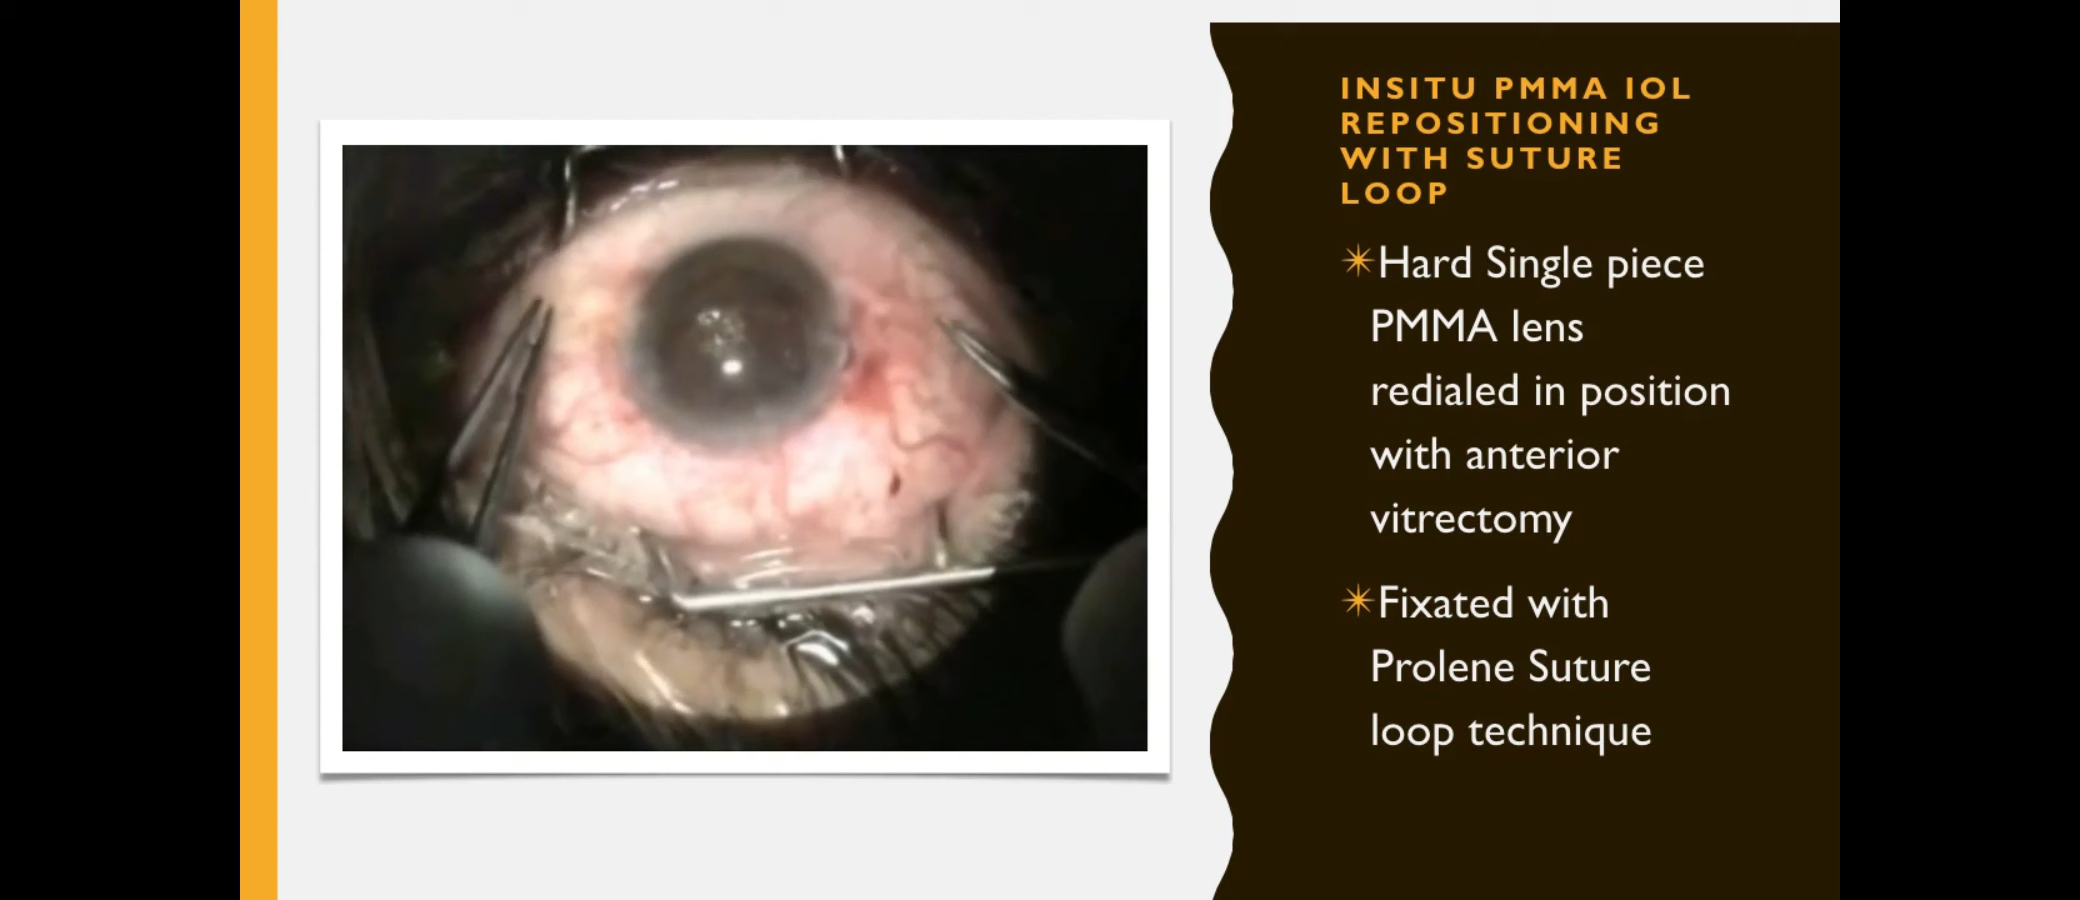 INSITU PMMA IOL
REPOSITIONING
WITH SUTURE
LOOP
Hard Single piece
PMMA lens
redialed in position
with anterior
vitrectomy
Fixated with
Prolene Suture
loop technique